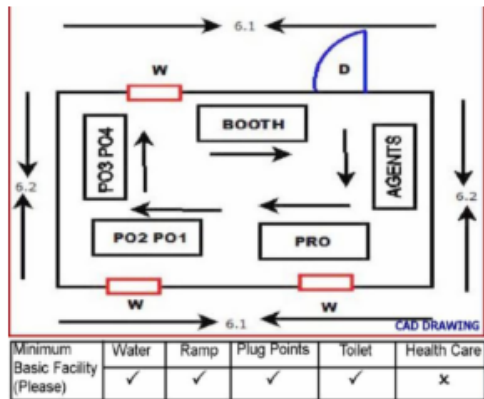 6.1
W
D
BOOTH
PO3 PO4
AGENTS
6.2
6.2
PO2 PO1
PRO
W
W
6.1
CAD DRAWING
Minimum Basic Facility (Please) Water Ramp Plug Points Toilet Health Care
✓ ✓ ✓ ✓ x